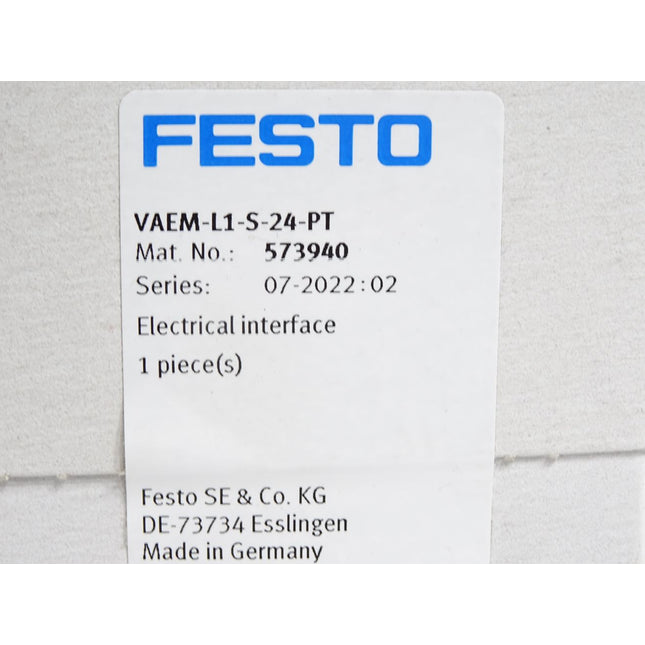 FESTO
VAEM-L1-S-24-PT
Mat. No.: 573940
Series: 07-2022:02
Electrical interface
1 piece(s)
Festo SE & Co. KG
DE-73734 Esslingen
Made in Germany